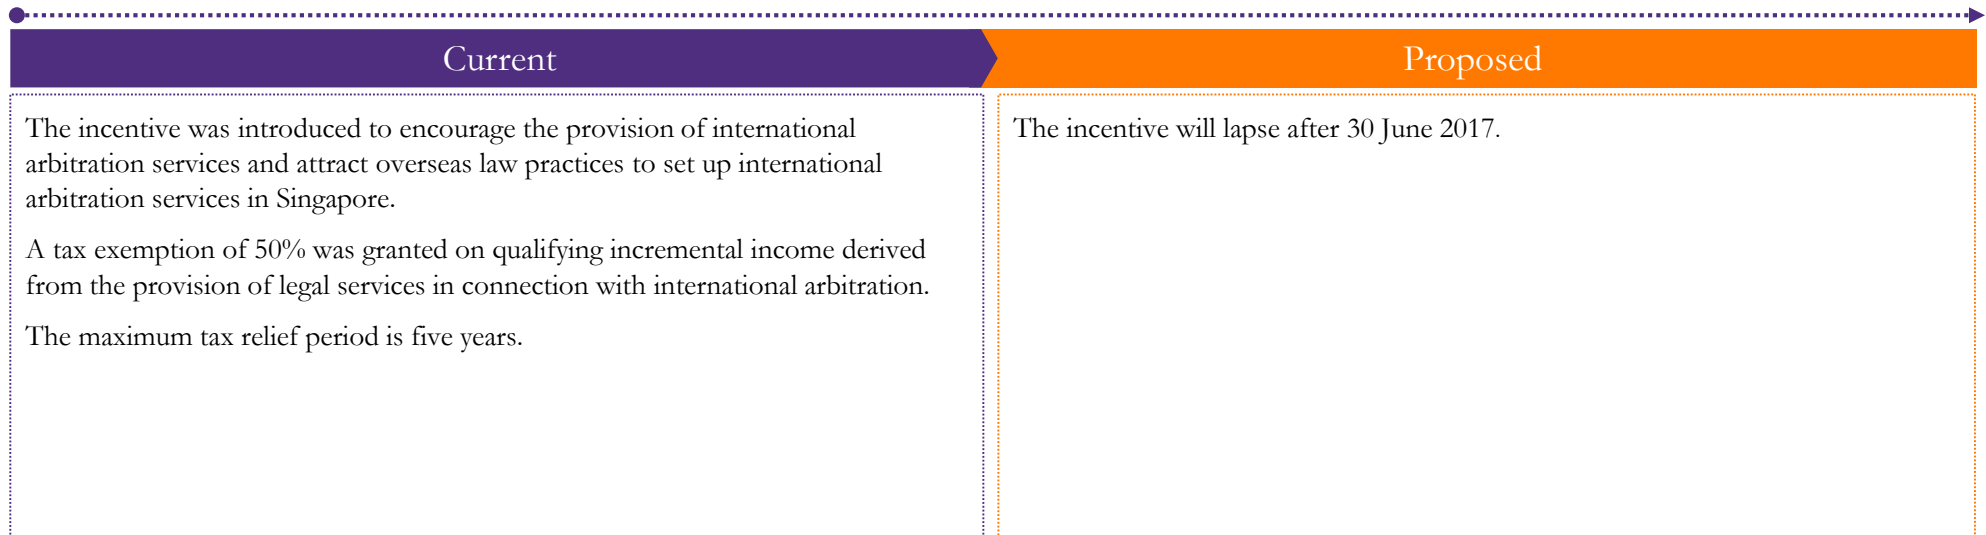 Current
Proposed
The incentive was introduced to encourage the provision of international
arbitration services and attract overseas law practices to set up international
arbitration services in Singapore.
A tax exemption of 50% was granted on qualifying incremental income derived
from the provision of legal services in connection with international arbitration.
The maximum tax relief period is five years.
The incentive will lapse after 30 June 2017.